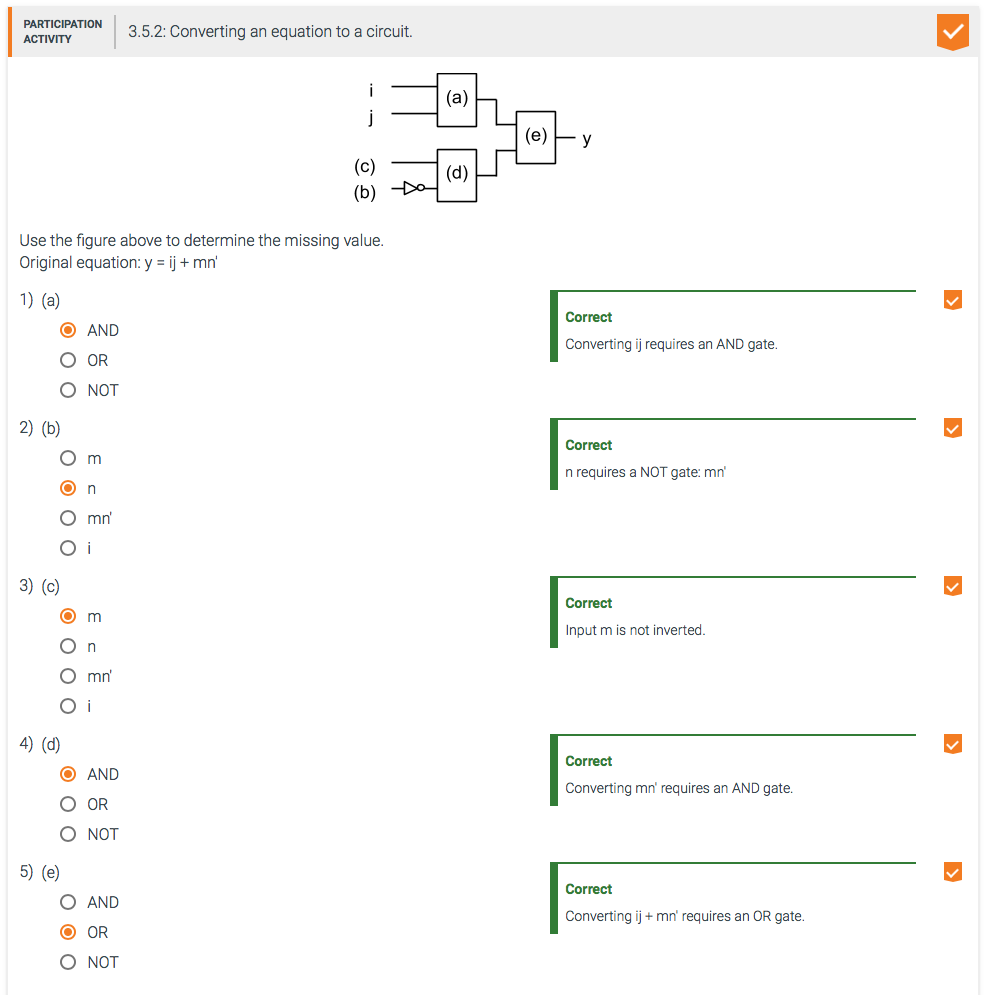 PARTICIPATION
ACTIVITY
3.5.2: Converting an equation to a circuit.
i
j
(a)
(c)
(b)
(d)
(e)
y
Use the figure above to determine the missing value.
Original equation: y = ij + mn'
1) (a)
AND
OR
NOT
Correct
Converting ij requires an AND gate.
2) (b)
m
n
mn'
i
Correct
n requires a NOT gate: mn'
3) (c)
m
n
mn'
i
Correct
Input m is not inverted.
4) (d)
AND
OR
NOT
Correct
Converting mn' requires an AND gate.
5) (e)
AND
OR
NOT
Correct
Converting ij + mn' requires an OR gate.